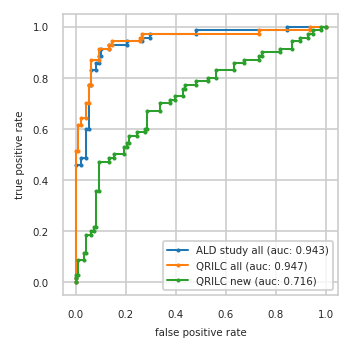 1.0
0.8
0.6
0.4
0.2
0.0
true positive rate
ALD study all (auc: 0.943)
QRILC all (auc: 0.947)
QRILC new (auc: 0.716)
0.0 0.2 0.4 0.6 0.8 1.0
false positive rate